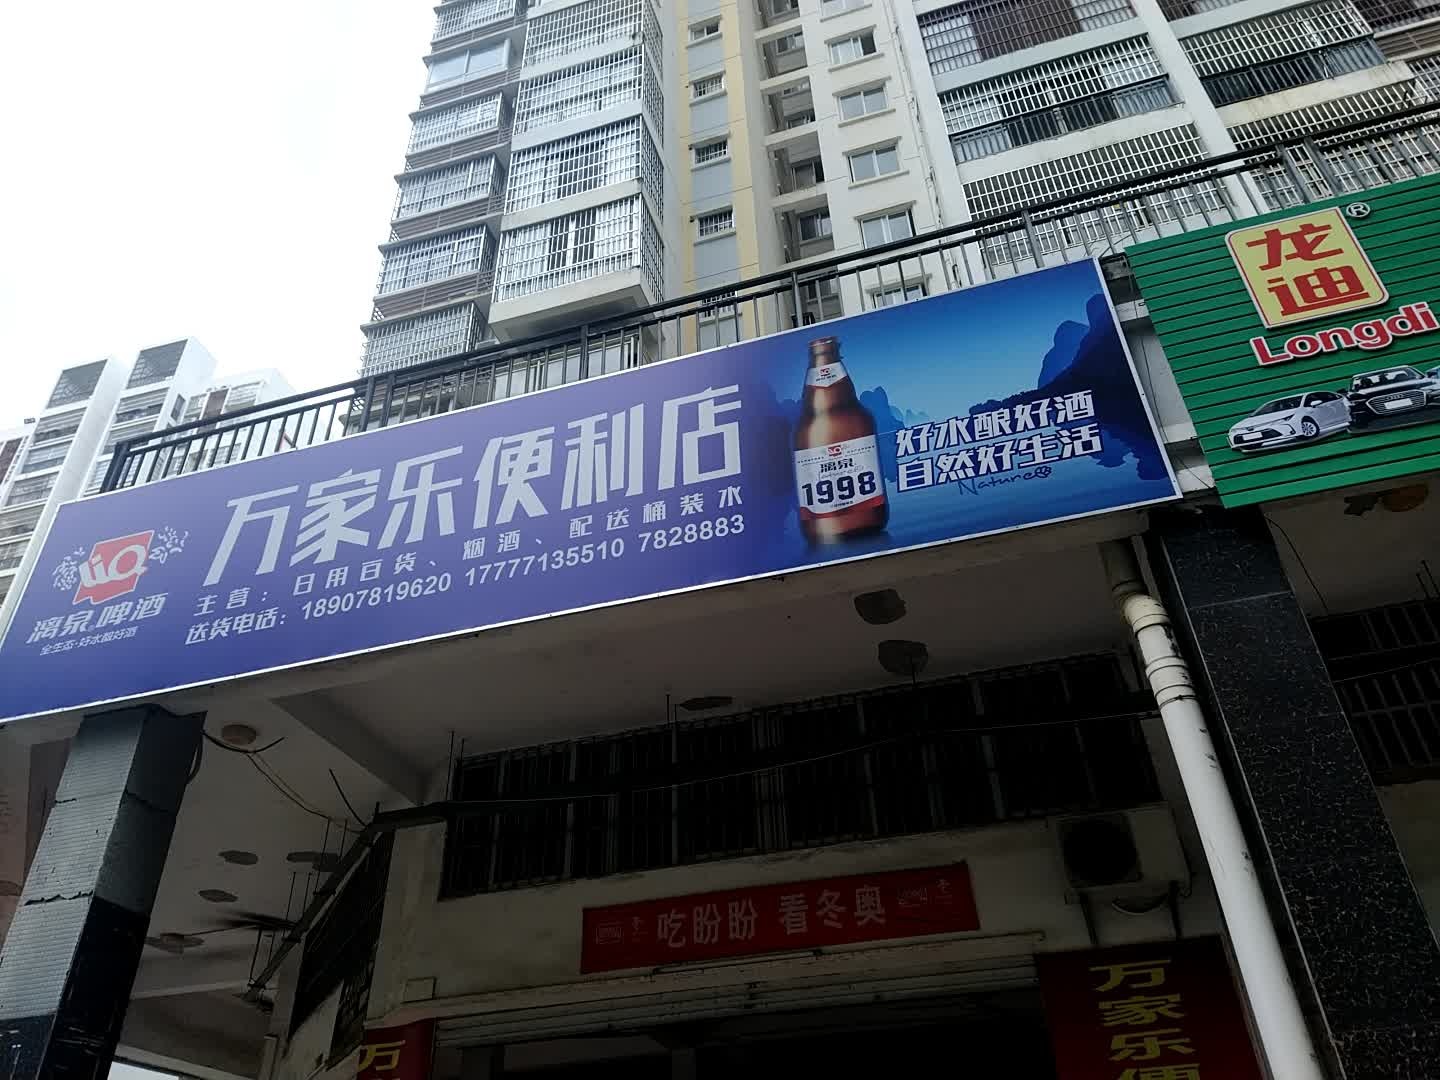 LiQ
漓泉®啤酒
全生态·好水酿好酒
万家乐便利店
主营：日用百货、烟酒、配送桶装水
送货电话：18907819620 17777135510 7828883
LiQ
漓泉
1998
好水酿好酒
自然好生活
Nature
龙迪®
Longdi
吃盼盼 看冬奥
万家乐便
万